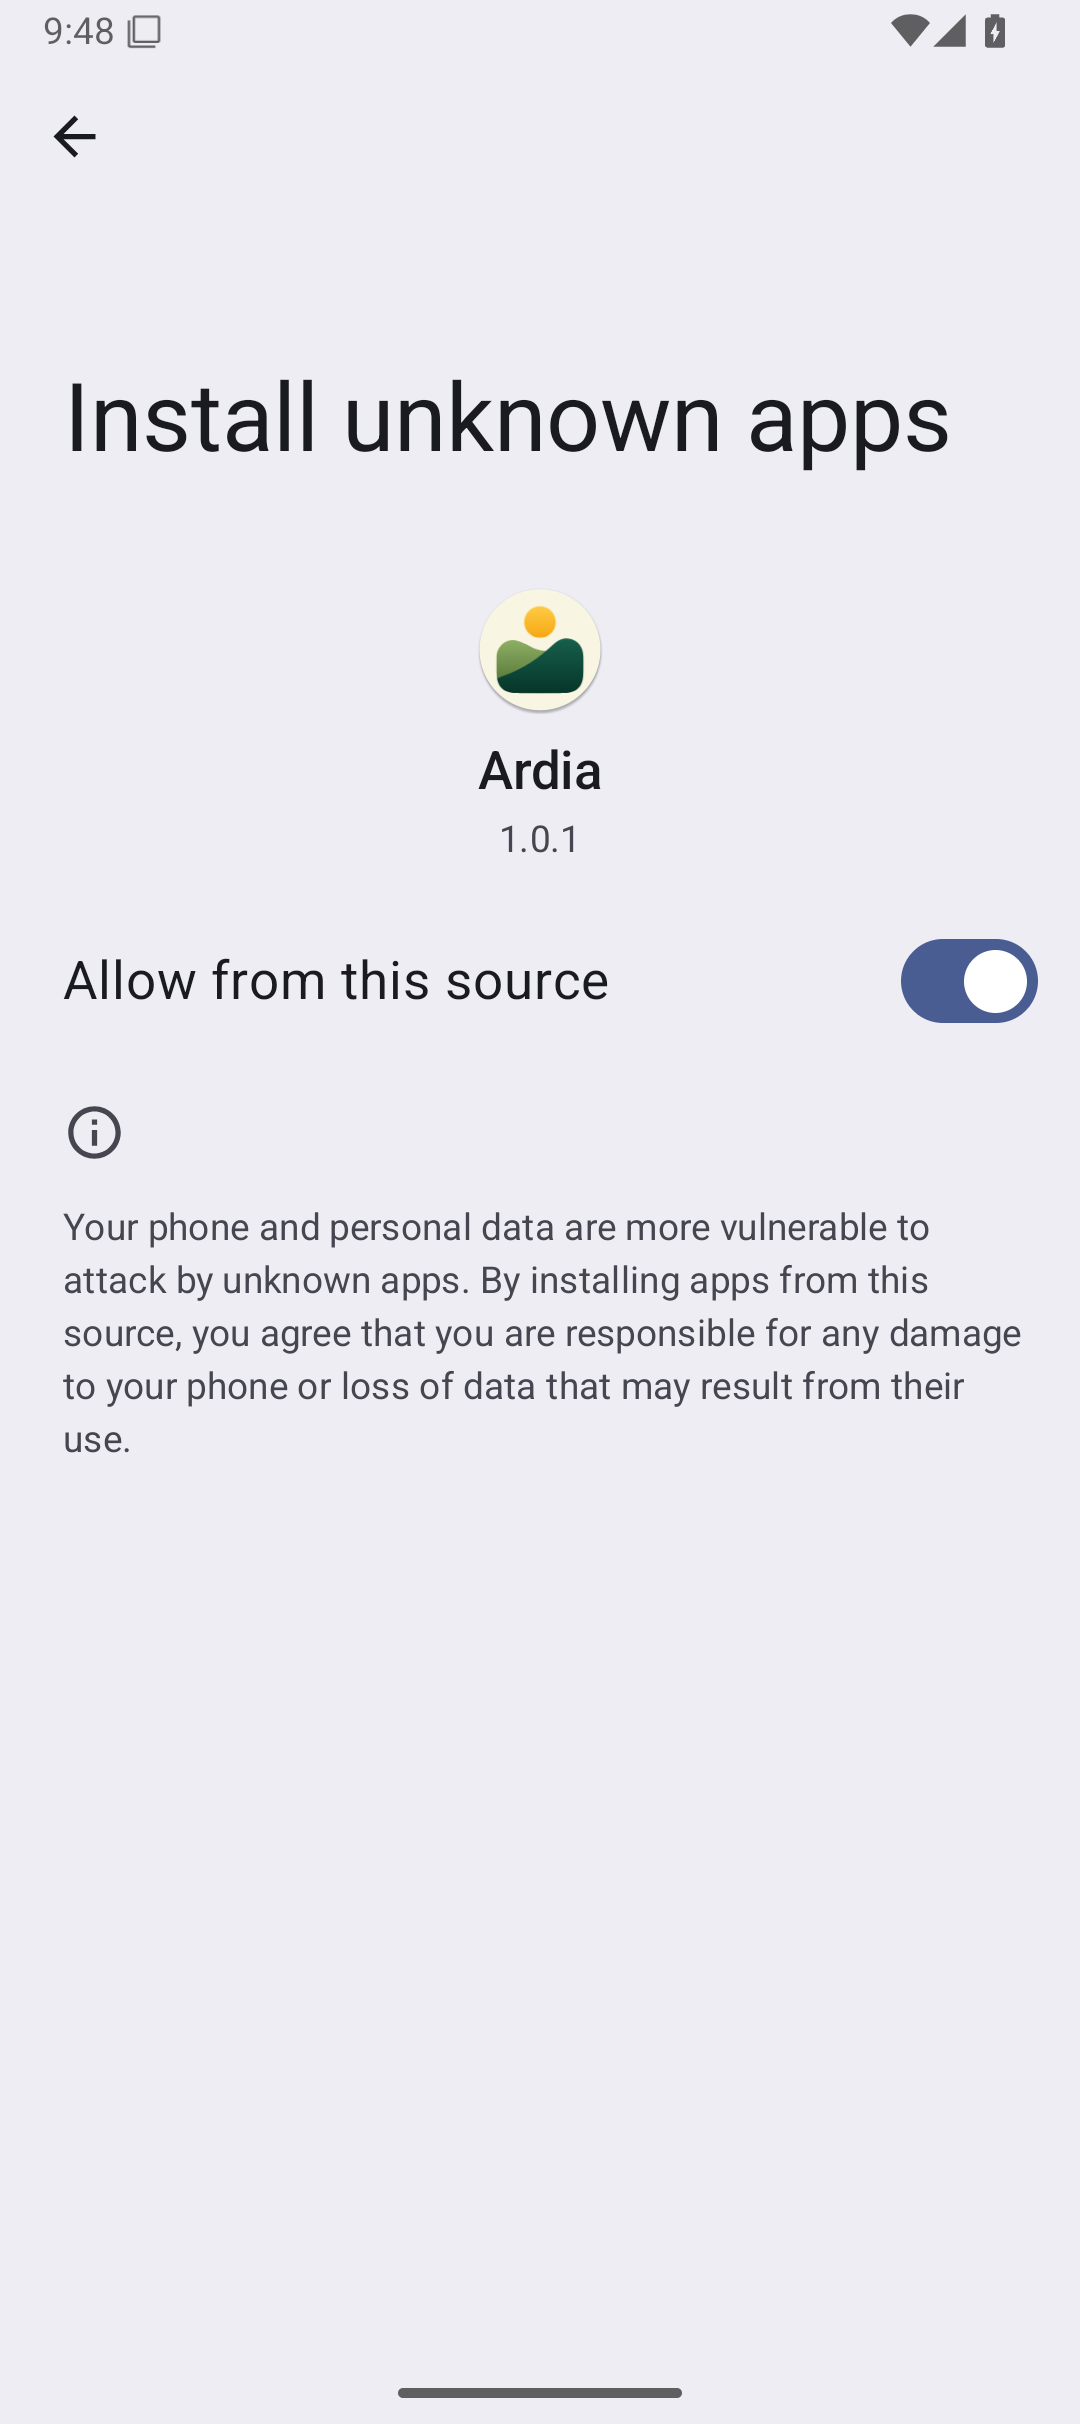 9:48
Install unknown apps
Ardia
1.0.1
Allow from this source
Your phone and personal data are more vulnerable to
attack by unknown apps. By installing apps from this
source, you agree that you are responsible for any damage
to your phone or loss of data that may result from their
use.